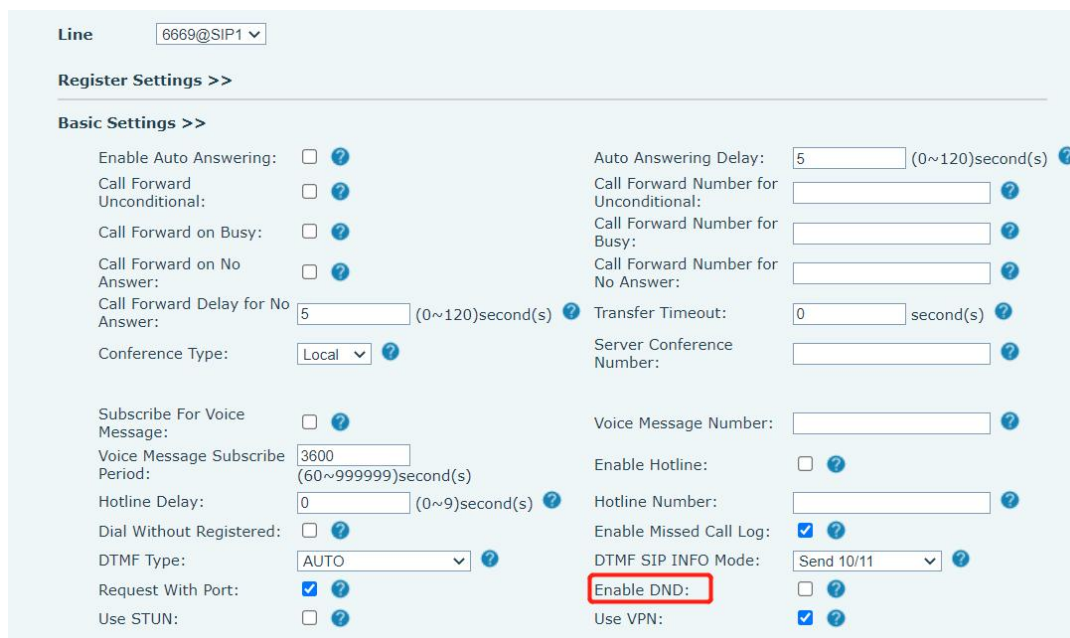 Line 6669@SIP1
Register Settings >>
Basic Settings >>
Enable Auto Answering: Auto Answering Delay: 5 (0~120)second(s)
Call Forward Unconditional: Call Forward Number for Unconditional:
Call Forward on Busy: Call Forward Number for Busy:
Call Forward on No Answer: Call Forward Number for No Answer:
Call Forward Delay for No Answer: 5 (0~120)second(s) Transfer Timeout: 0 second(s)
Conference Type: Local Server Conference Number:
Subscribe For Voice Message: Voice Message Number:
Voice Message Subscribe Period: 3600 (60~999999)second(s) Enable Hotline:
Hotline Delay: 0 (0~9)second(s) Hotline Number:
Dial Without Registered: Enable Missed Call Log:
DTMF Type: AUTO DTMF SIP INFO Mode: Send 10/11
Request With Port: Enable DND:
Use STUN: Use VPN: